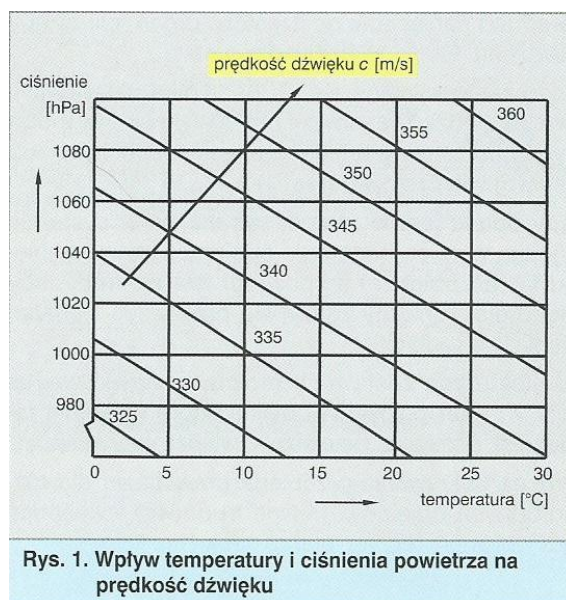 prędkość dźwięku c [m/s]
ciśnienie
[hPa]
360
355
1080
350
1060
345
1040
340
1020
335
1000
330
980
325
0 5 10 15 20 25 30
temperatura [°C]
Rys. 1. Wpływ temperatury i ciśnienia powietrza na
prędkość dźwięku